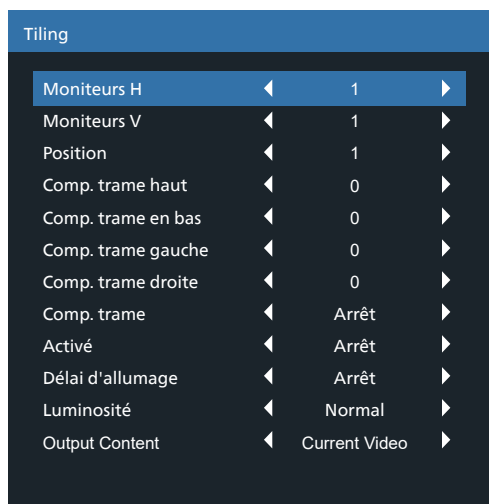 Tiling
Moniteurs H 1
Moniteurs V 1
Position 1
Comp. trame haut 0
Comp. trame en bas 0
Comp. trame gauche 0
Comp. trame droite 0
Comp. trame Arrêt
Activé Arrêt
Délai d'allumage Arrêt
Luminosité Normal
Output Content Current Video